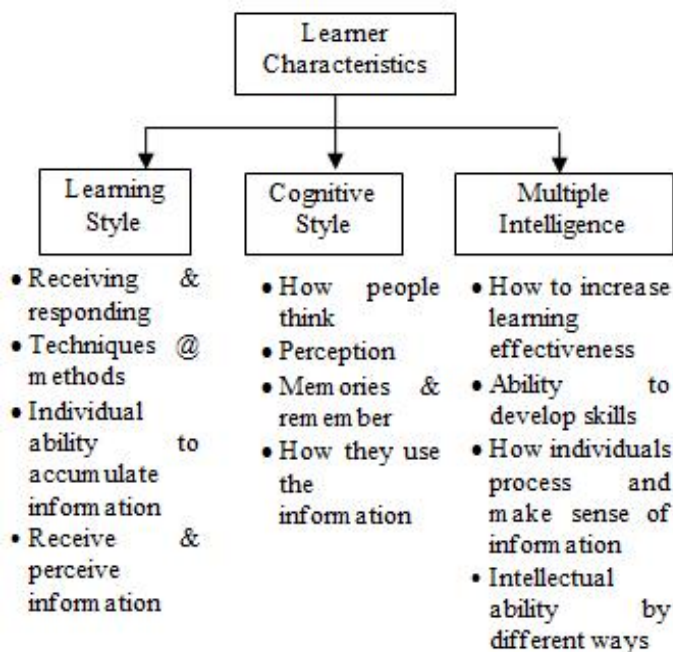 Learner
Characteristics
Learning
Style
• Receiving &
responding
• Techniques @
methods
• Individual
ability to
accumulate
information
• Receive &
perceive
information
Cognitive
Style
• How people
think
• Perception
• Memories &
remember
• How they use
the
information
Multiple
Intelligence
• How to increase
learning
effectiveness
• Ability to
develop skills
• How individuals
process and
make sense of
information
• Intellectual
ability by
different ways